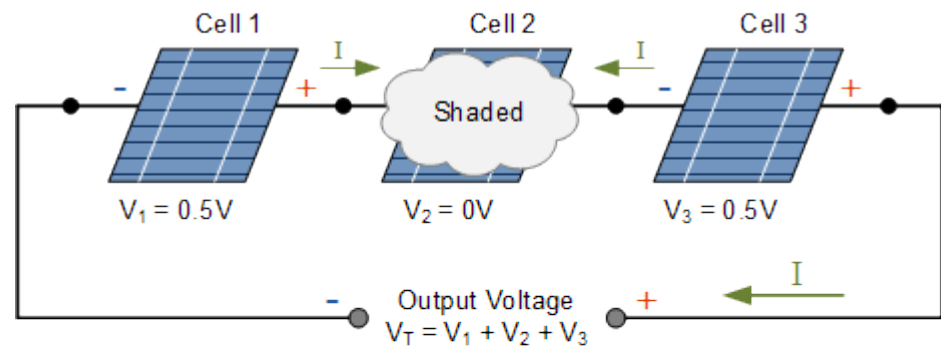 Cell 1
Cell 2
Cell 3
I
I
- +
Shaded
- +
V₁ = 0.5V
V₂ = 0V
V₃ = 0.5V
I
- Output Voltage +
V_T = V₁ + V₂ + V₃